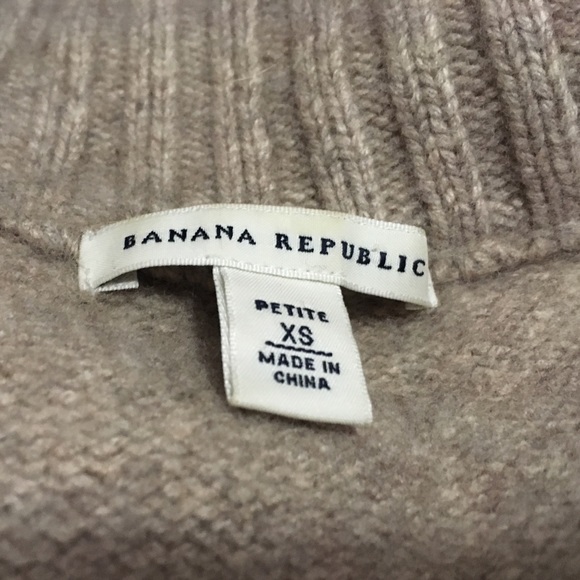 BANANA REPUBLIC
PETITE
XS
MADE IN
CHINA